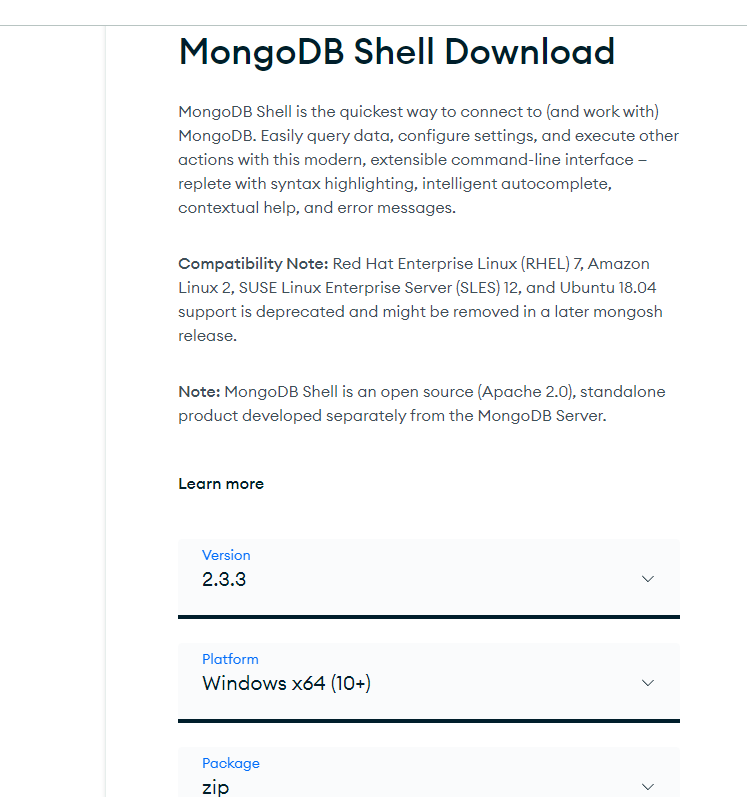 MongoDB Shell Download
MongoDB Shell is the quickest way to connect to (and work with)
MongoDB. Easily query data, configure settings, and execute other
actions with this modern, extensible command-line interface —
replete with syntax highlighting, intelligent autocomplete,
contextual help, and error messages.
Compatibility Note: Red Hat Enterprise Linux (RHEL) 7, Amazon
Linux 2, SUSE Linux Enterprise Server (SLES) 12, and Ubuntu 18.04
support is deprecated and might be removed in a later mongosh
release.
Note: MongoDB Shell is an open source (Apache 2.0), standalone
product developed separately from the MongoDB Server.
Learn more
Version
2.3.3
Platform
Windows x64 (10+)
Package
zip